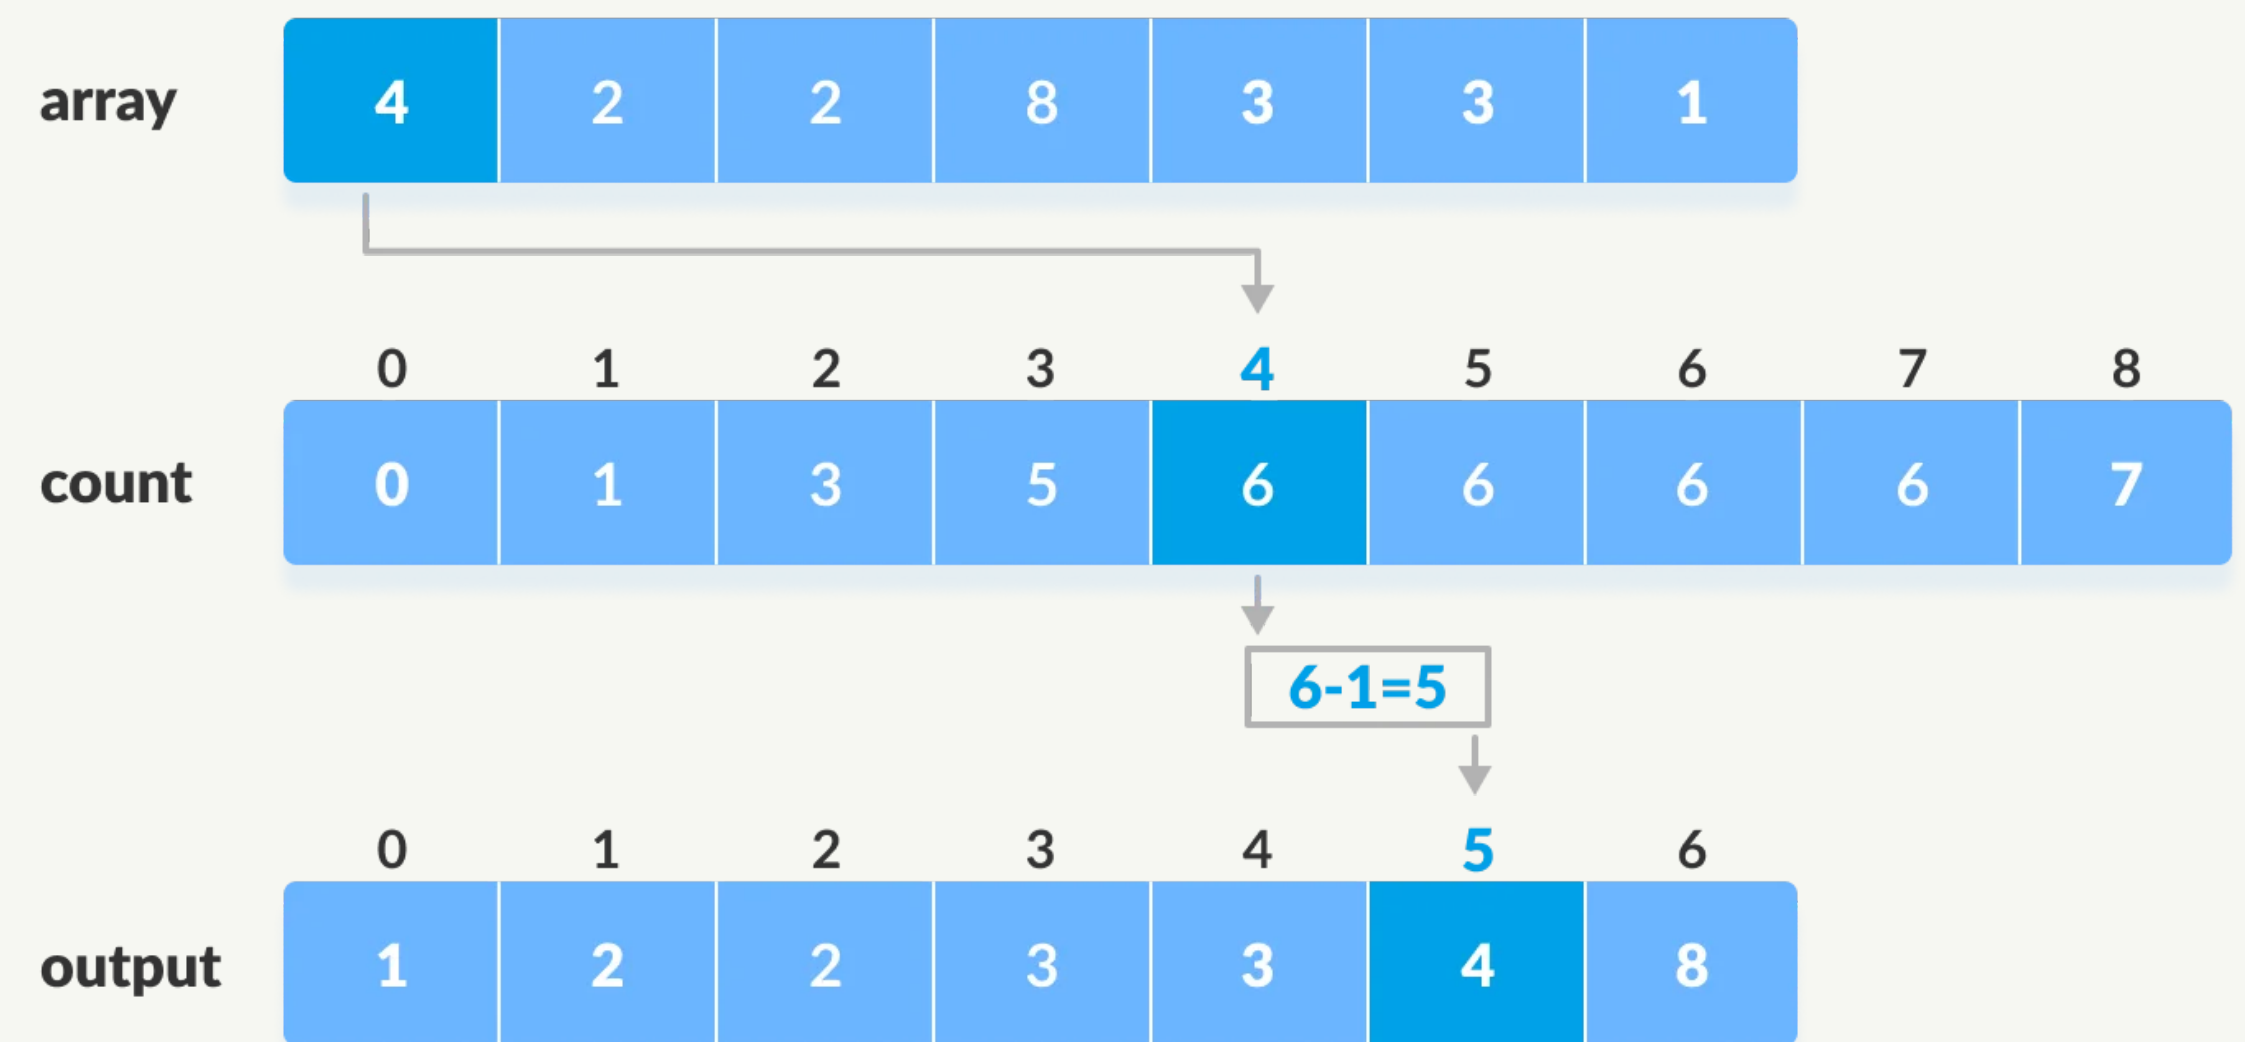 array 4 2 2 8 3 3 1
0 1 2 3 4 5 6 7 8
count 0 1 3 5 6 6 6 6 7
6-1=5
0 1 2 3 4 5 6
output 1 2 2 3 3 4 8